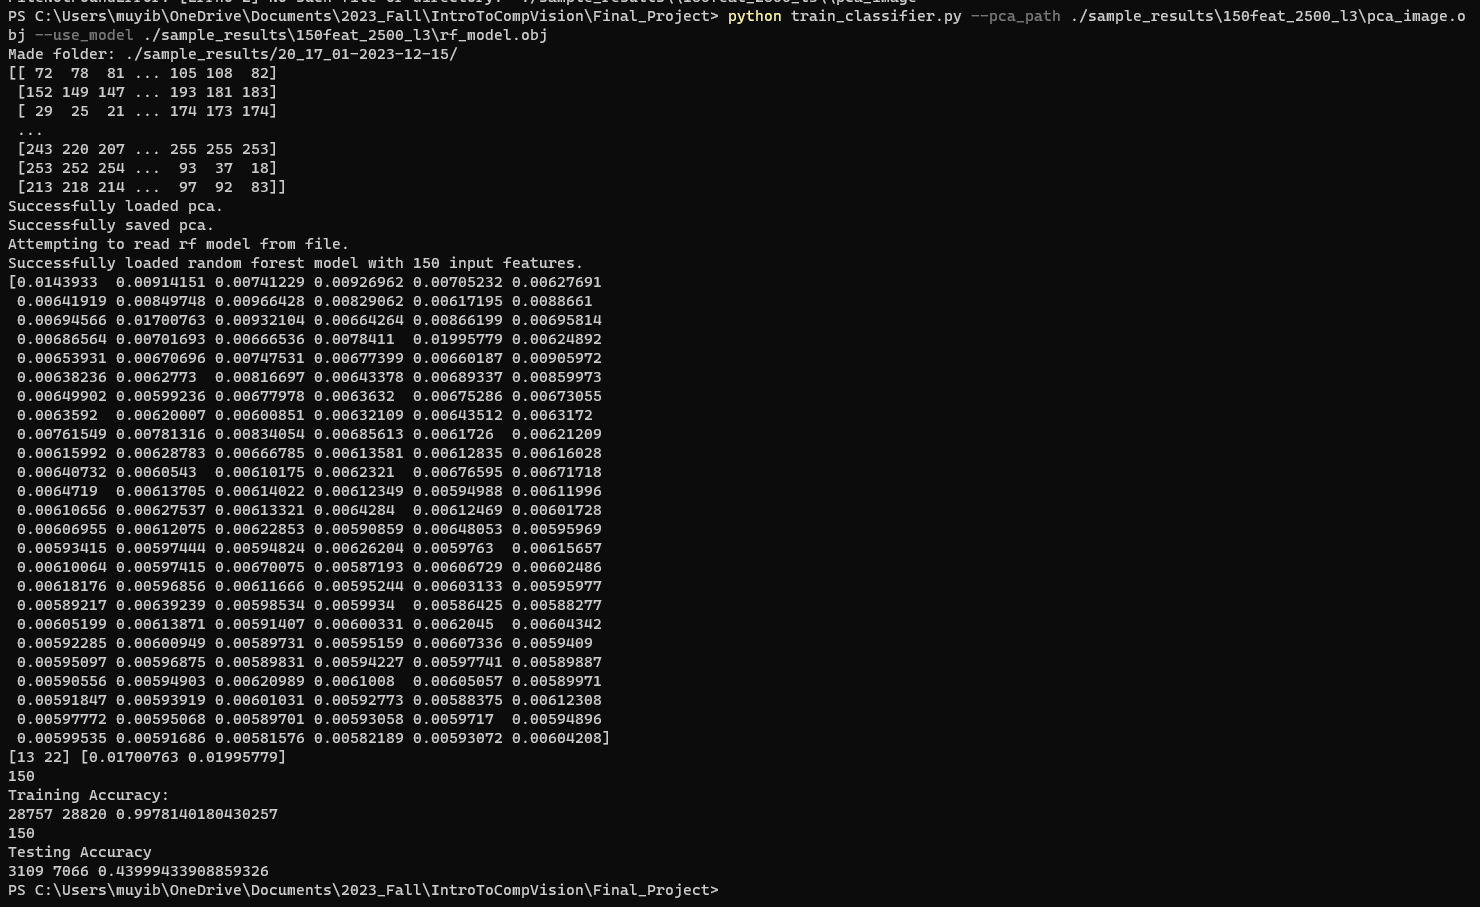 PS C:\Users\muyib\OneDrive\Documents\2023_Fall\IntroToCompVision\Final_Project> python train_classifier.py --pca_path ./sample_results\150feat_2500_l3\pca_image.o
bj --use_model ./sample_results\150feat_2500_l3\rf_model.obj
Made folder: ./sample_results/20_17_01-2023-12-15/
[[ 72  78  81 ... 105 108  82]
 [152 149 147 ... 193 181 183]
 [ 29  25  21 ... 174 173 174]
 ...
 [243 220 207 ... 255 255 253]
 [253 252 254 ...  93  37  18]
 [213 218 214 ...  97  92  83]]
Successfully loaded pca.
Successfully saved pca.
Attempting to read rf model from file.
Successfully loaded random forest model with 150 input features.
[0.0143933  0.00914151 0.00741229 0.00926962 0.00705232 0.00627691
 0.00641919 0.00849748 0.00966428 0.00829062 0.00617195 0.0088661
 0.00694566 0.01700763 0.00932104 0.00664264 0.00866199 0.00695814
 0.00686564 0.00701693 0.00666536 0.0078411  0.01995779 0.00624892
 0.00653931 0.00670696 0.00747531 0.00677399 0.00660187 0.00905972
 0.00638236 0.0062773  0.00816697 0.00643378 0.00689337 0.00859973
 0.00649902 0.00599236 0.00677978 0.0063632  0.00675286 0.00673055
 0.0063592  0.00620007 0.00600851 0.00632109 0.00643512 0.0063172
 0.00761549 0.00781316 0.00834054 0.00685613 0.0061726  0.00621209
 0.00615992 0.00628783 0.00666785 0.00613581 0.00612835 0.00616028
 0.00640732 0.0060543  0.00610175 0.0062321  0.00676595 0.00671718
 0.0064719  0.00613705 0.00614022 0.00612349 0.00594988 0.00611996
 0.00610656 0.00627537 0.00613321 0.0064284  0.00612469 0.00601728
 0.00606955 0.00612075 0.00622853 0.00590859 0.00648053 0.00595969
 0.00593415 0.00597444 0.00594824 0.00626204 0.0059763  0.00615657
 0.00610064 0.00597415 0.00670075 0.00587193 0.00606729 0.00602486
 0.00618176 0.00596856 0.00611666 0.00595244 0.00603133 0.00595977
 0.00589217 0.00639239 0.00598534 0.0059934  0.00586425 0.00588277
 0.00605199 0.00613871 0.00591407 0.00600331 0.0062045  0.00604342
 0.00592285 0.00600949 0.00589731 0.00595159 0.00607336 0.0059409
 0.00595097 0.00596875 0.00589831 0.00594227 0.00597741 0.00589887
 0.00590556 0.00594903 0.00620989 0.0061008  0.00605057 0.00589971
 0.00591847 0.00593919 0.00601031 0.00592773 0.00588375 0.00612308
 0.00597772 0.00595068 0.00589701 0.00593058 0.0059717  0.00594896
 0.00599535 0.00591686 0.00581576 0.00582189 0.00593072 0.00604208]
[13 22] [0.01700763 0.01995779]
150
Training Accuracy:
28757 28820 0.9978140180430257
150
Testing Accuracy
3109 7066 0.43999433908859326
PS C:\Users\muyib\OneDrive\Documents\2023_Fall\IntroToCompVision\Final_Project>